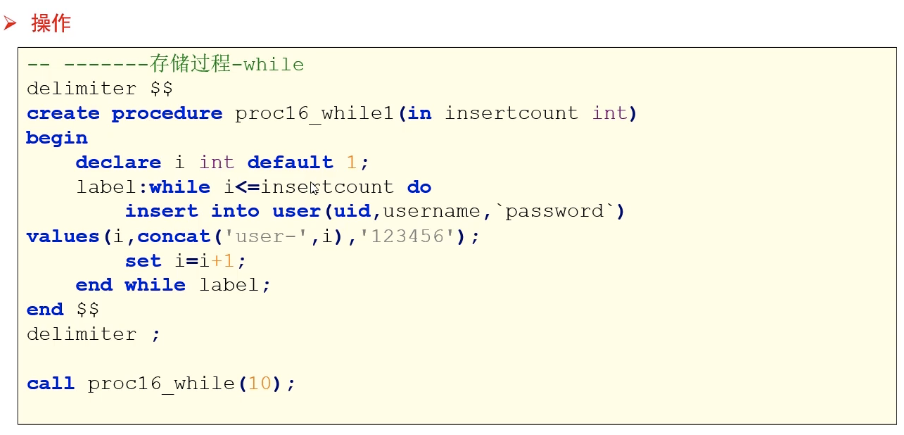 操作
-- -------存储过程-while
delimiter $$
create procedure proc16_while1(in insertcount int)
begin
    declare i int default 1;
    label:while i<=insertcount do
        insert into user(uid,username,`password`)
values(i,concat('user-',i),'123456');
        set i=i+1;
    end while label;
end $$
delimiter ;
call proc16_while(10);